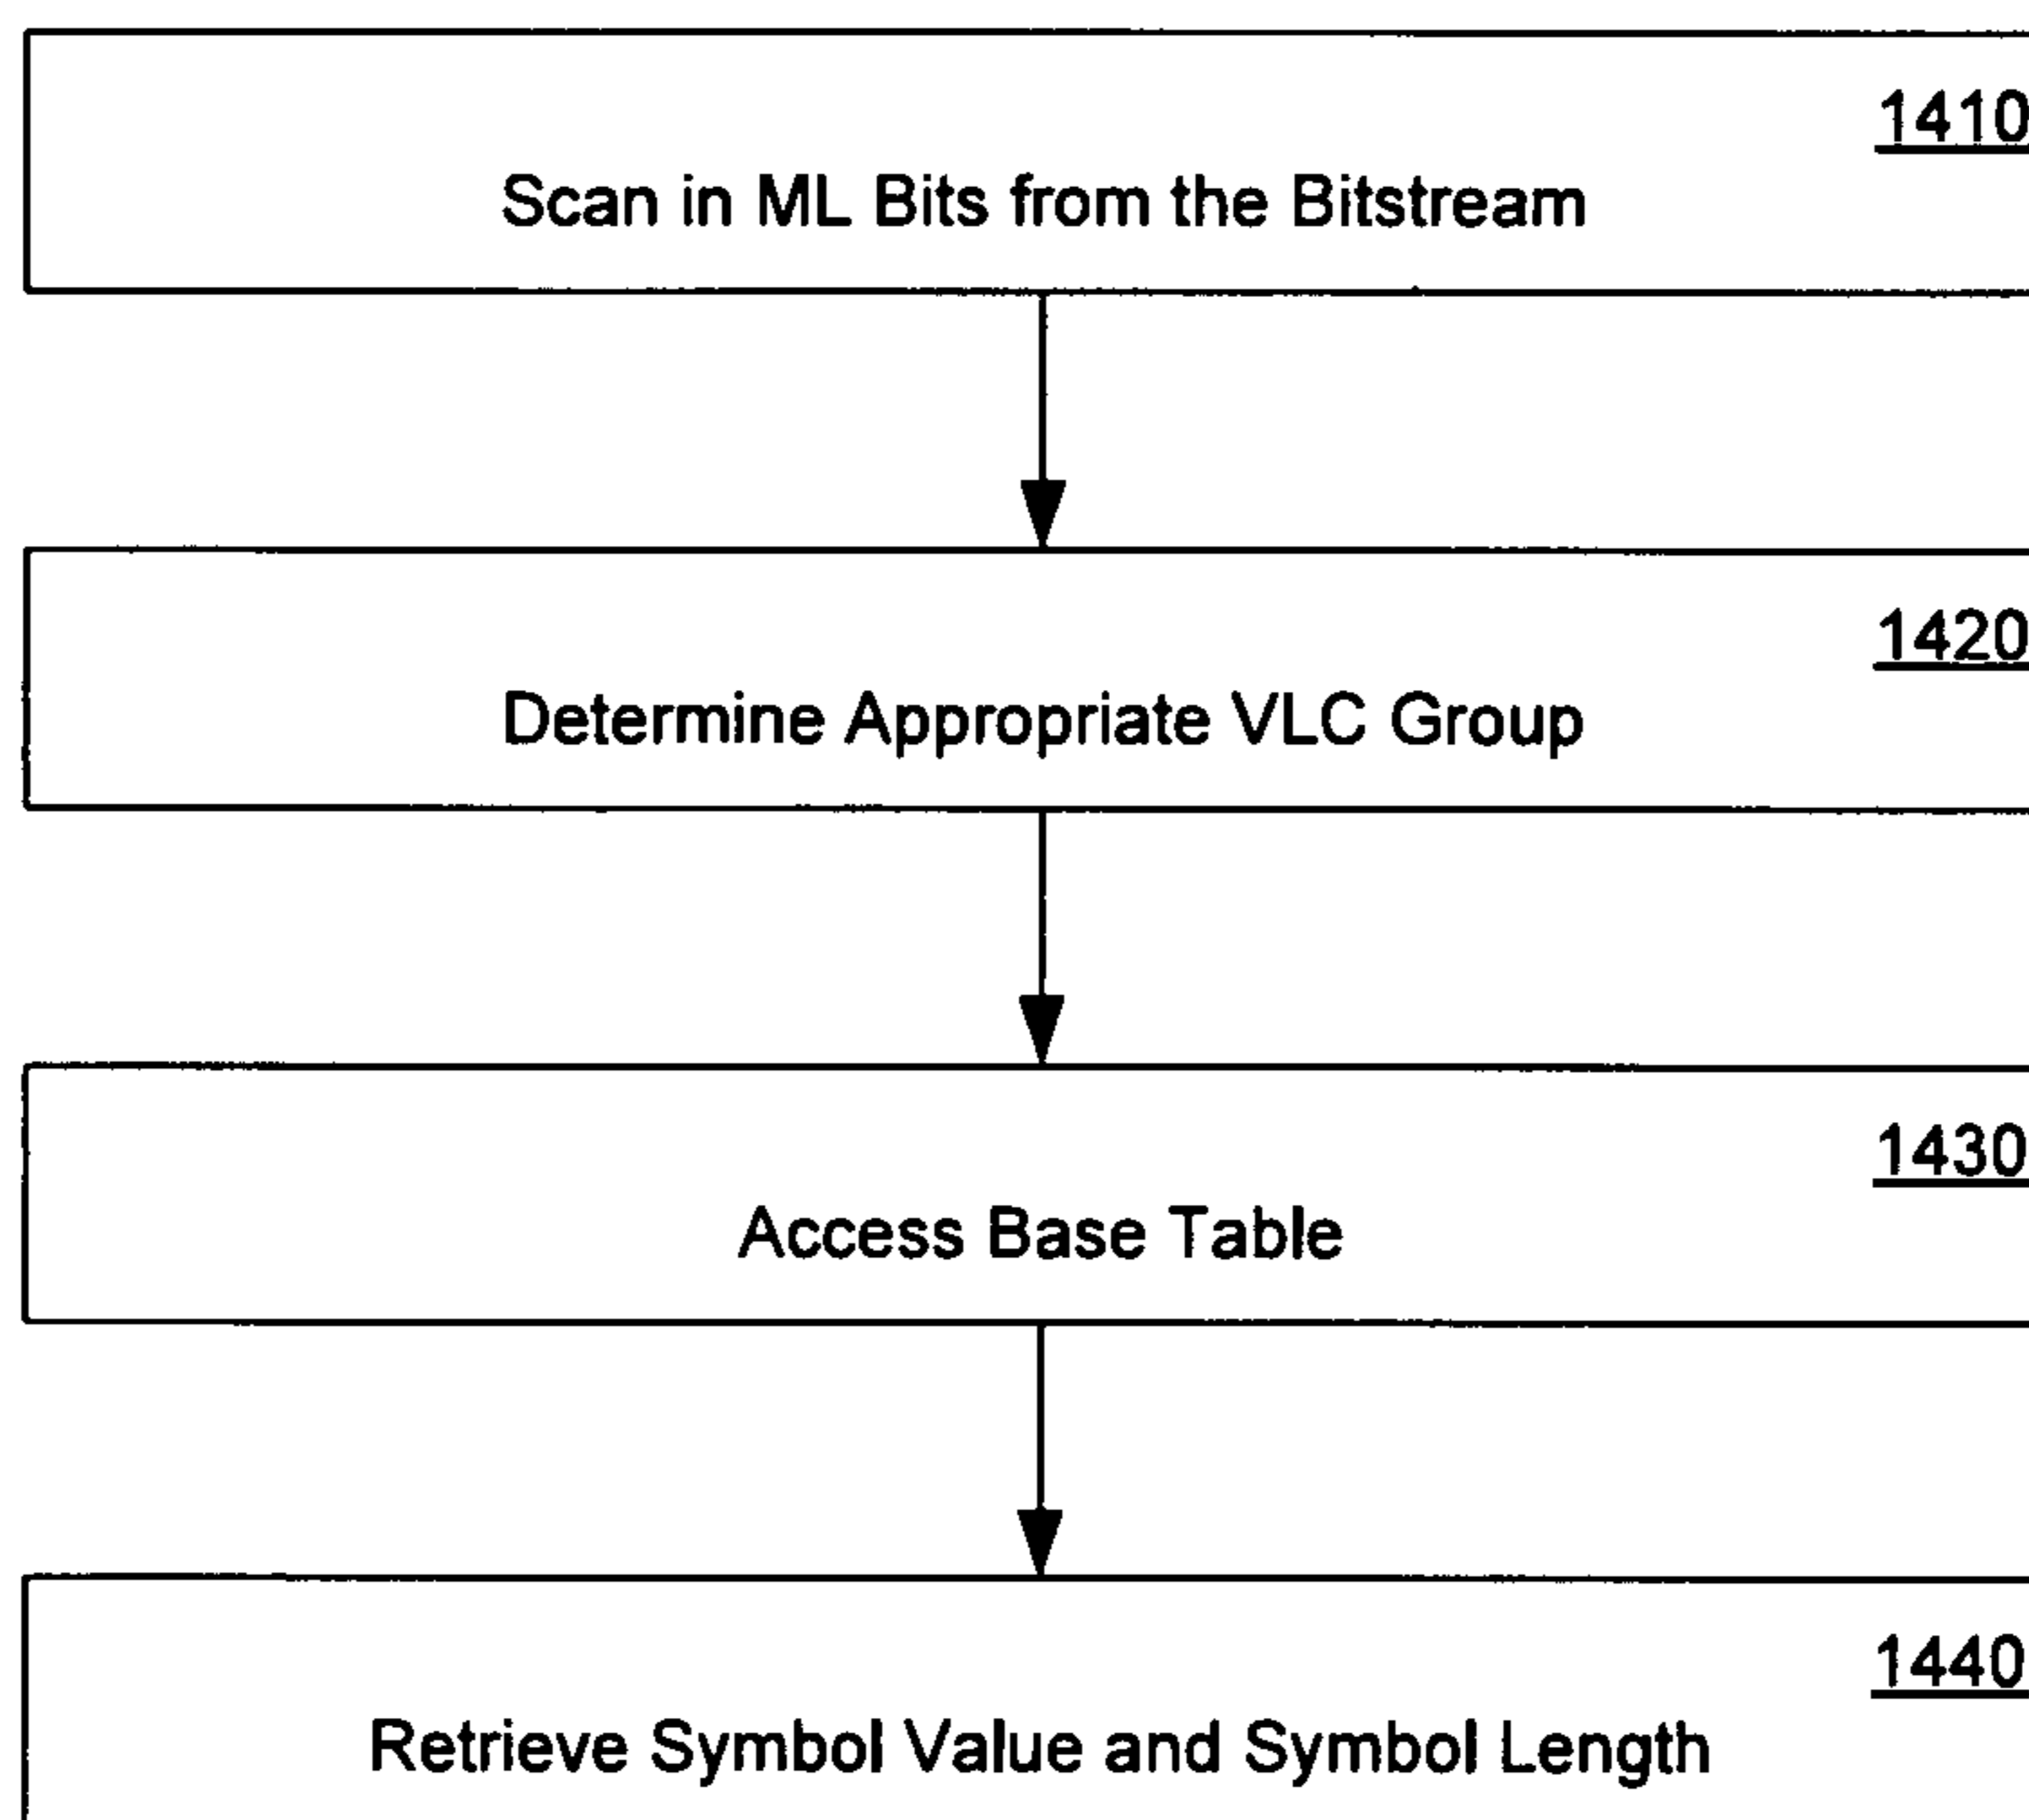 1410
Scan in ML Bits from the Bitstream
1420
Determine Appropriate VLC Group
1430
Access Base Table
1440
Retrieve Symbol Value and Symbol Length